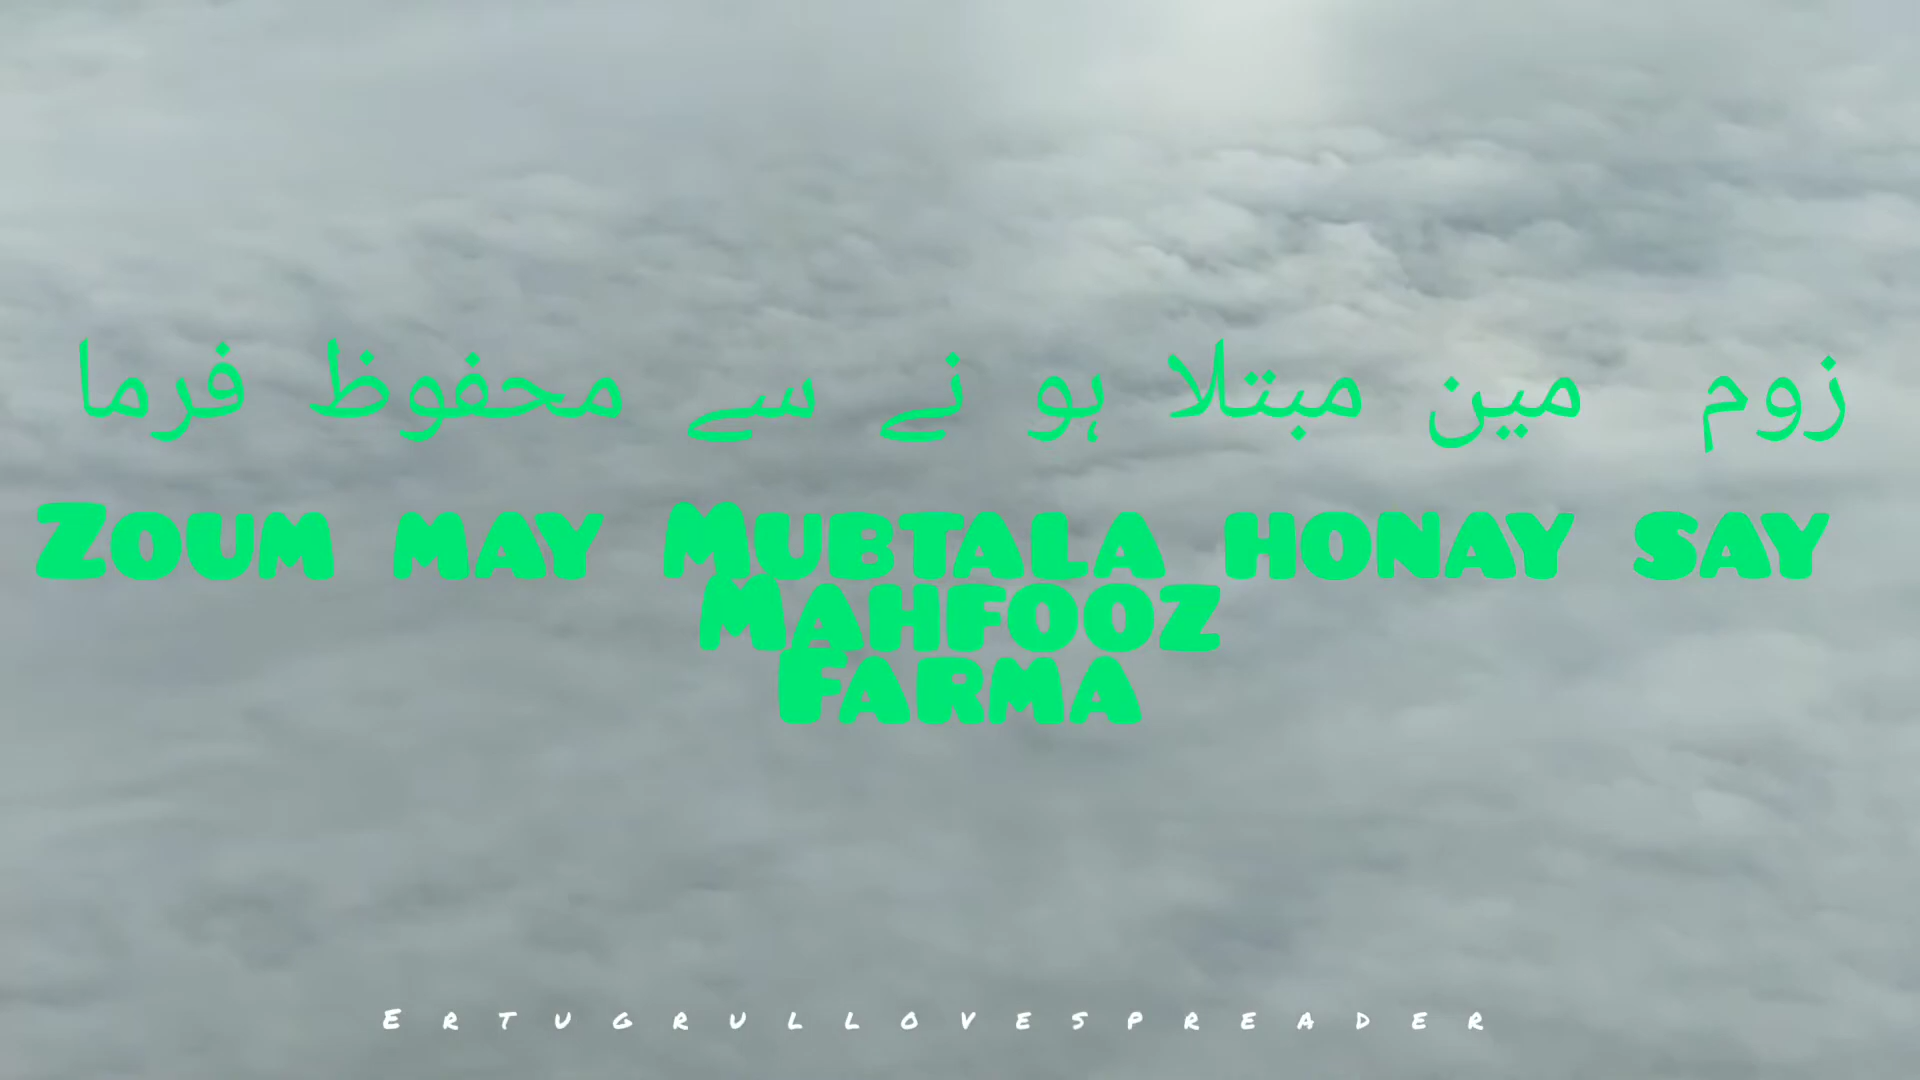 زوم مین مبتلا ہو نے سے محفوظ فرما
Zoum may Mubtala honay say
Mahfooz
Farma
Ertugrullovespreader